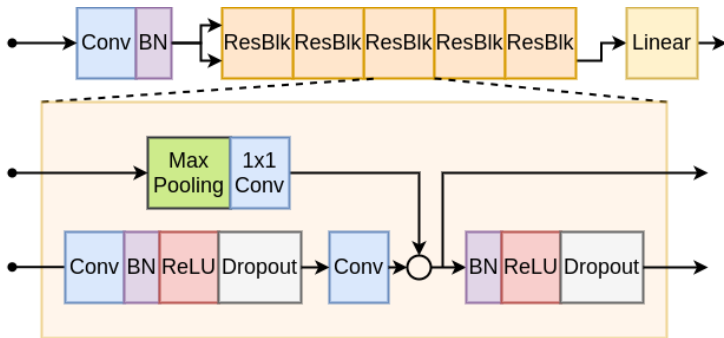 Conv BN ResBlk ResBlk ResBlk ResBlk ResBlk Linear
Max
Pooling
1x1
Conv
Conv BN ReLU Dropout Conv BN ReLU Dropout